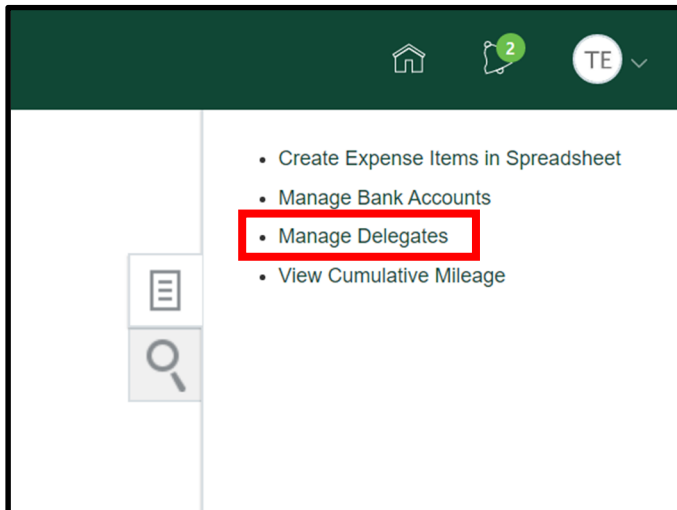 2
TE
Create Expense Items in Spreadsheet
Manage Bank Accounts
Manage Delegates
View Cumulative Mileage